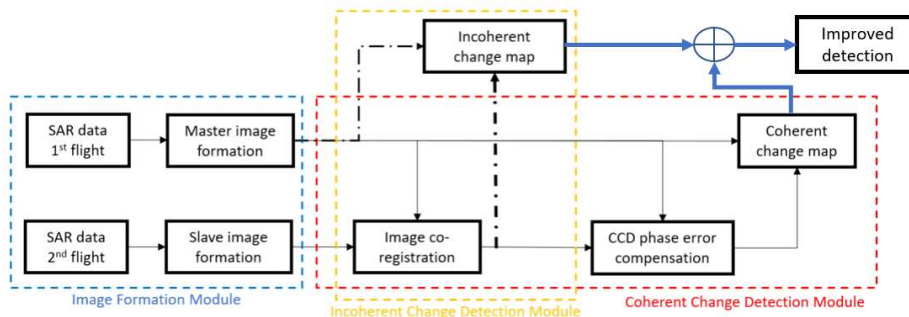 Incoherent
change map
Improved
detection
SAR data
1st flight
Master image
formation
Coherent
change map
SAR data
2nd flight
Slave image
formation
Image co-
registration
CCD phase error
compensation
Image Formation Module
Incoherent Change Detection Module
Coherent Change Detection Module